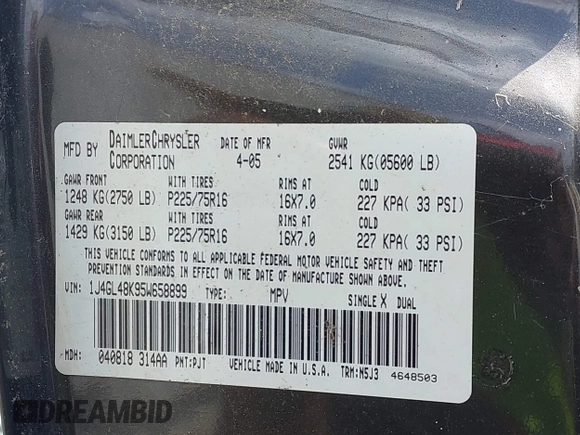 MFD BY DAIMLERCHRYSLER CORPORATION DATE OF MFR 4-05 GVWR 2541 KG(05600 LB)
GAWR FRONT WITH TIRES RIMS AT COLD
1248 KG(2750 LB) P225/75R16 16X7.0 227 KPA( 33 PSI)
GAWR REAR WITH TIRES RIMS AT COLD
1429 KG(3150 LB) P225/75R16 16X7.0 227 KPA( 33 PSI)
THIS VEHICLE CONFORMS TO ALL APPLICABLE FEDERAL MOTOR VEHICLE SAFETY AND THEFT
PREVENTION STANDARDS IN EFFECT ON THE DATE OF MANUFACTURE SHOWN ABOVE.
VIN: 1J4GL48K95W658899 TYPE: MPV SINGLE X DUAL
MDH: 040818 314AA PNT:PJT VEHICLE MADE IN U.S.A. TRM:N5J3 4648503
DREAMBID